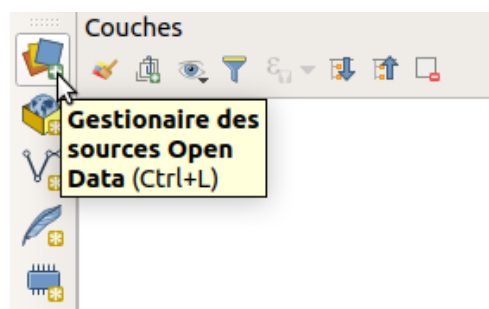 Couches
Gestionaire des
sources Open
Data (Ctrl+L)